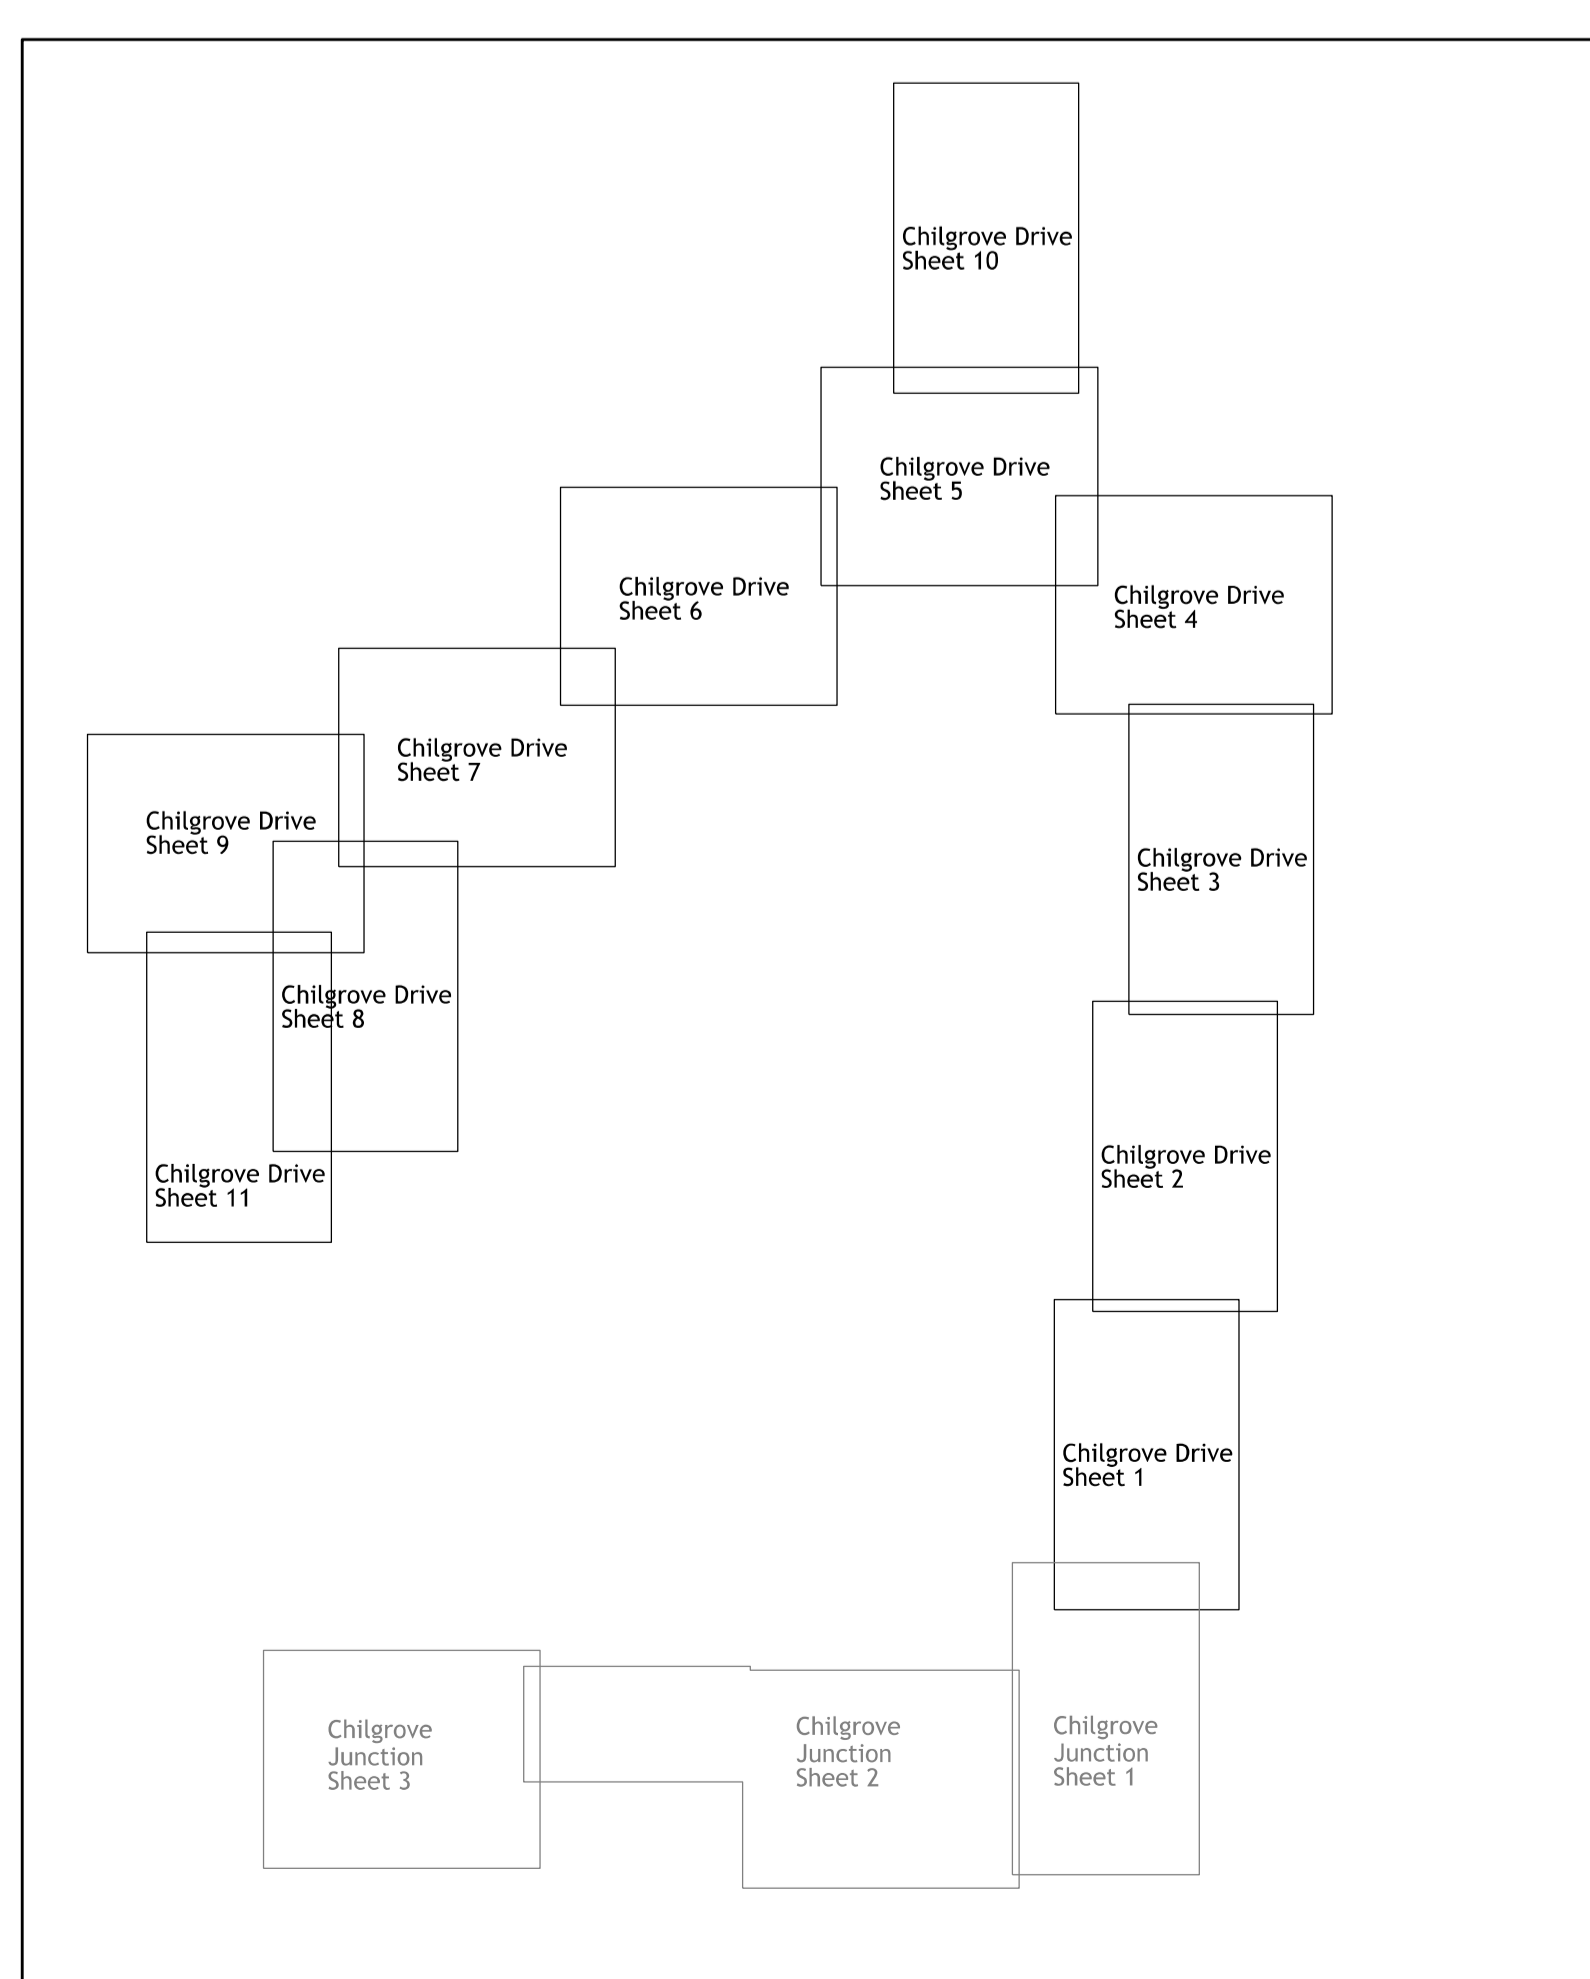 Chilgrove Drive
Sheet 10
Chilgrove Drive
Sheet 5
Chilgrove Drive
Sheet 6
Chilgrove Drive
Sheet 4
Chilgrove Drive
Sheet 7
Chilgrove Drive
Sheet 9
Chilgrove Drive
Sheet 3
Chilgrove Drive
Sheet 8
Chilgrove Drive
Sheet 11
Chilgrove Drive
Sheet 2
Chilgrove Drive
Sheet 1
Chilgrove
Junction
Sheet 3
Chilgrove
Junction
Sheet 2
Chilgrove
Junction
Sheet 1